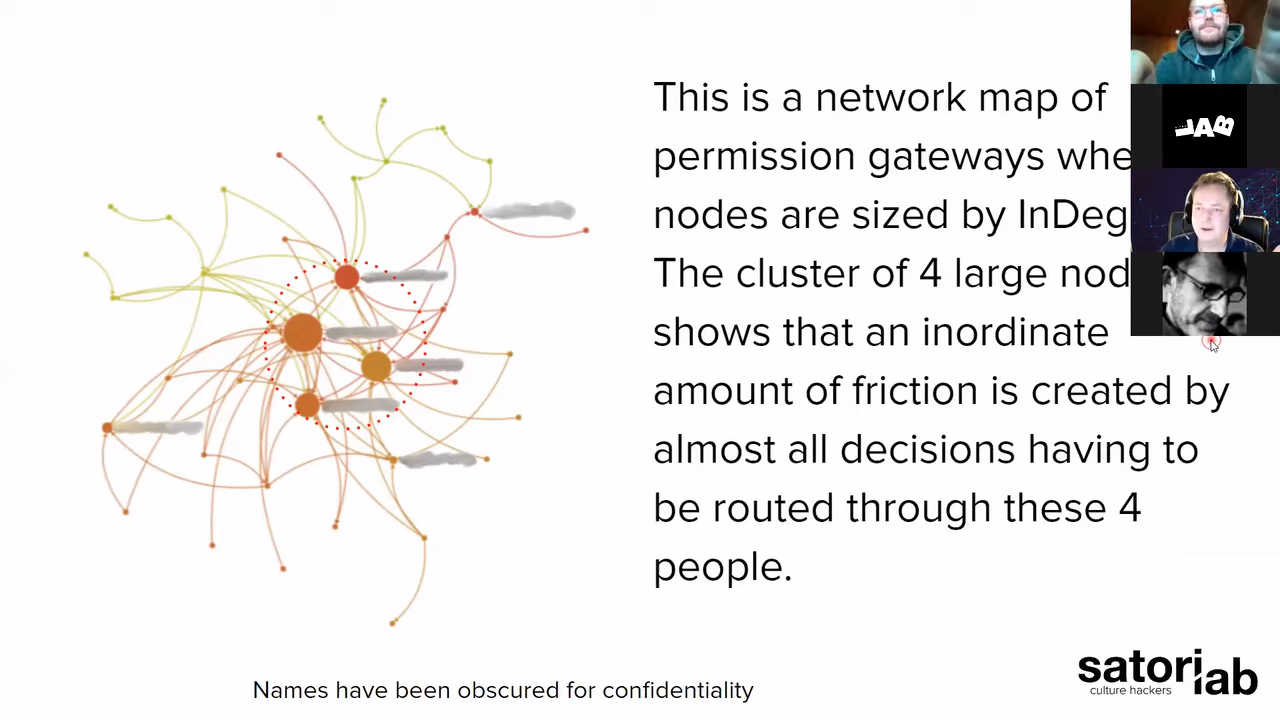 This is a network map of
permission gateways whe
nodes are sized by InDeg
The cluster of 4 large nod
shows that an inordinate
amount of friction is created by
almost all decisions having to
be routed through these 4
people.
LAB
Names have been obscured for confidentiality
satori lab
culture hackers